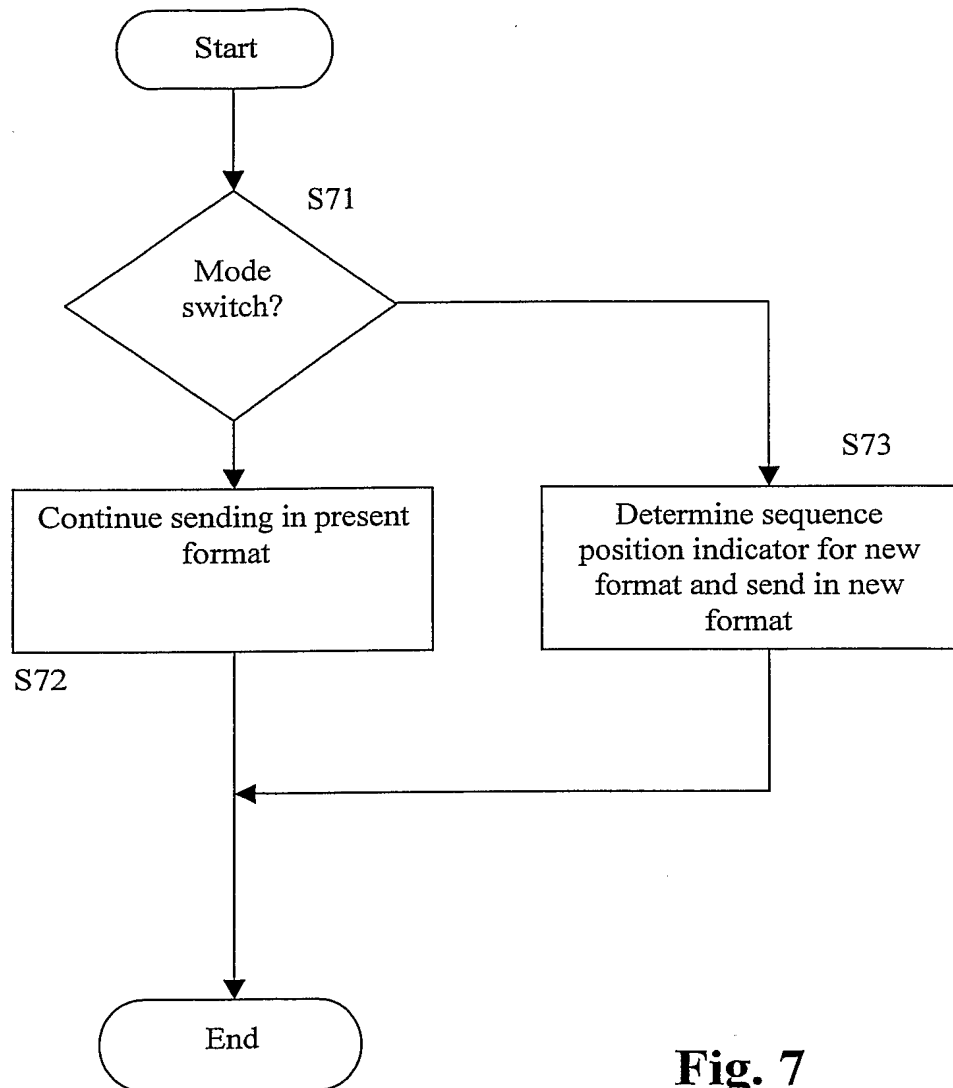 Start
S71
Mode
switch?
S73
Continue sending in present
format
Determine sequence
position indicator for new
format and send in new
format
S72
End
Fig. 7